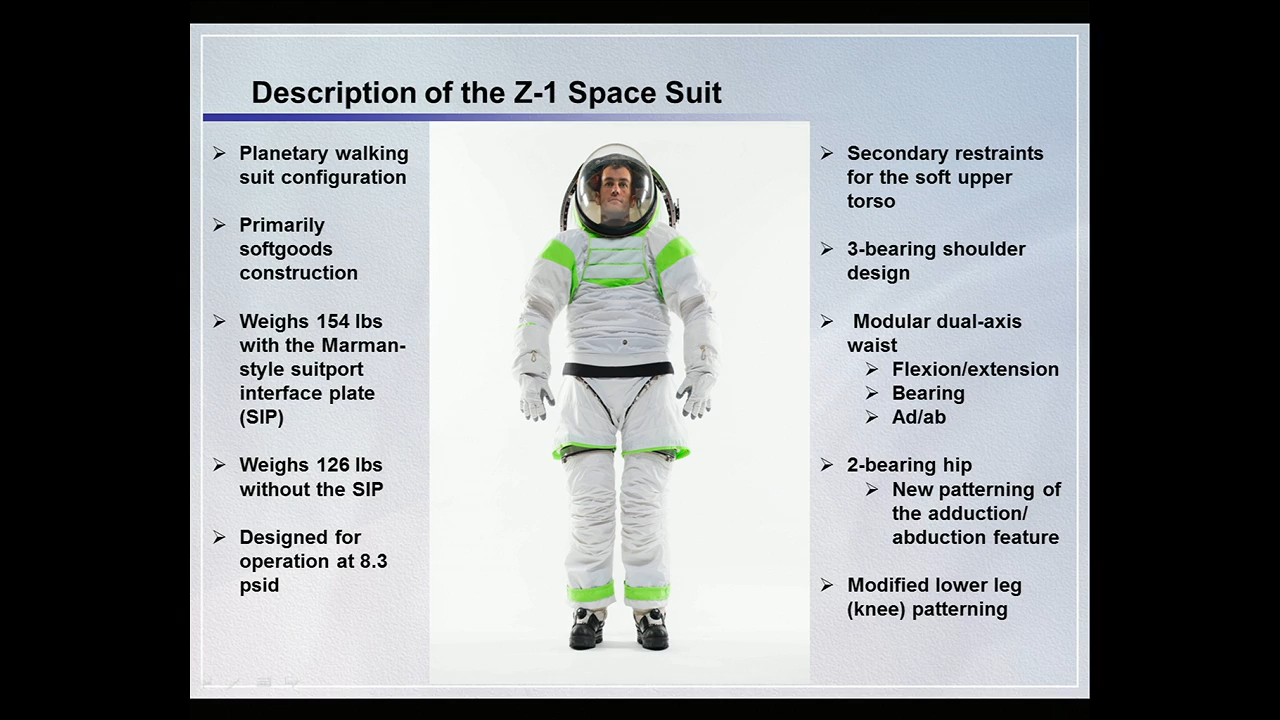 Description of the Z-1 Space Suit
Planetary walking
suit configuration
Primarily
softgoods
construction
Weighs 154 lbs
with the Marman-
style suitport
interface plate
(SIP)
Weighs 126 lbs
without the SIP
Designed for
operation at 8.3
psid
Secondary restraints
for the soft upper
torso
3-bearing shoulder
design
Modular dual-axis
waist
Flexion/extension
Bearing
Ad/ab
2-bearing hip
New patterning of
the adduction/
abduction feature
Modified lower leg
(knee) patterning